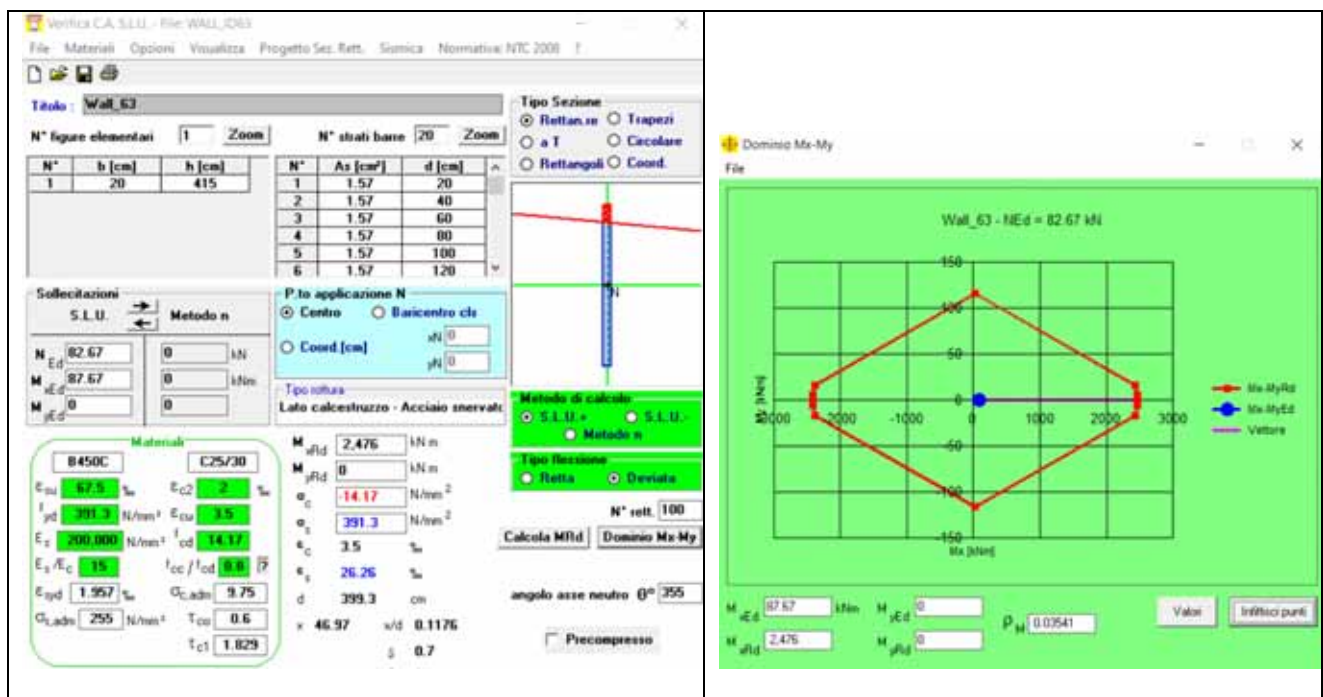 Verifica C.A. S.L.U. - File: WALL_ID63
File Materiali Opzioni Visualizza Progetto Sez. Rett. Sismica Normativa: NTC 2008 ?
Titolo : Wall_63
N° figure elementari 1 Zoom N° strati barre 20 Zoom
N° b [cm] h [cm]
1 20 415
N° As [cm²] d [cm]
1 1.57 20
2 1.57 40
3 1.57 60
4 1.57 80
5 1.57 100
6 1.57 120
Tipo Sezione
Rettan.re Trapezi
a T Circolare
Rettangoli Coord.
N
Sollecitazioni
S.L.U. Metodo n
N Ed 82.67 0 kN
M xEd 87.67 0 kNm
M yEd 0 0
P.to applicazione N
Centro Baricentro cls
Coord.[cm] xN 0
yN 0
Tipo rottura
Lato calcestruzzo - Acciaio snervato
Metodo di calcolo
S.L.U.+ S.L.U.-
Metodo n
Tipo flessione
Retta Deviata
N° rett. 100
Calcola MRd Dominio Mx-My
angolo asse neutro θ° 355
Precompresso
Materiali
B450C C25/30
εsu 67.5 ‰ εc2 2 ‰
fyd 391.3 N/mm² εcu 3.5
Es 200,000 N/mm² fcd 14.17
Es/Ec 15 fcc/fcd 0.8 ?
εsyd 1.957 ‰ σc,adm 9.75
σs,adm 255 N/mm² τco 0.6
τc1 1.829
M xRd 2,476 kN m
M yRd 0 kN m
σc -14.17 N/mm²
σs 391.3 N/mm²
εc 3.5 ‰
εs 26.26 ‰
d 399.3 cm
x 46.97 x/d 0.1176
δ 0.7
Dominio Mx-My
File
Wall_63 - NEd = 82.67 kN
150
100
50
0
-50
-100
-150
-3000 -2000 -1000 0 1000 2000 3000
My [kNm]
Mx [kNm]
Mx-MyRd
Mx-MyEd
Vettore
M xEd 87.67 kNm M yEd 0
M xRd 2,476 M yRd 0
ρM 0.03541
Valori Infittisci punti